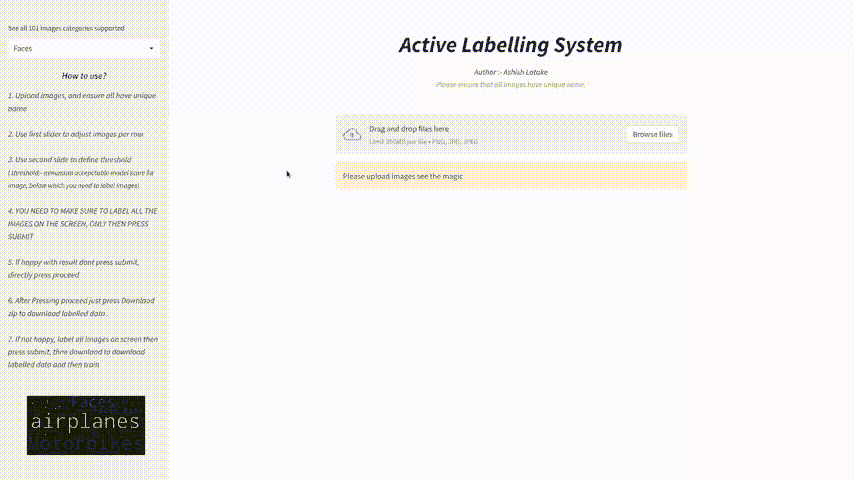 See all 101 Images categories supported
Faces
How to use?
1. Upload images, and ensure all have unique
name
2. Use first slider to adjust images per row.
3. Use second slide to define threshold
( threshold:- minimum acceptable model score for
image, below which you need to label images)
4. YOU NEED TO MAKE SURE TO LABEL ALL THE
IMAGES ON THE SCREEN, ONLY THEN PRESS
SUBMIT
5. If happy with result dont press submit,
directly press proceed
6. After Pressing proceed just press Download
zip to download labelled data .
7. If not happy, label all images on screen then
press submit, thne download to download
labelled data and then train
Faces
airplanes
Motorbikes
Active Labelling System
Author :- Ashish Lotake
Please ensure that all images have unique name.
Drag and drop files here
Limit 200MB per file • PNG, JPG, JPEG
Browse files
Please upload images see the magic